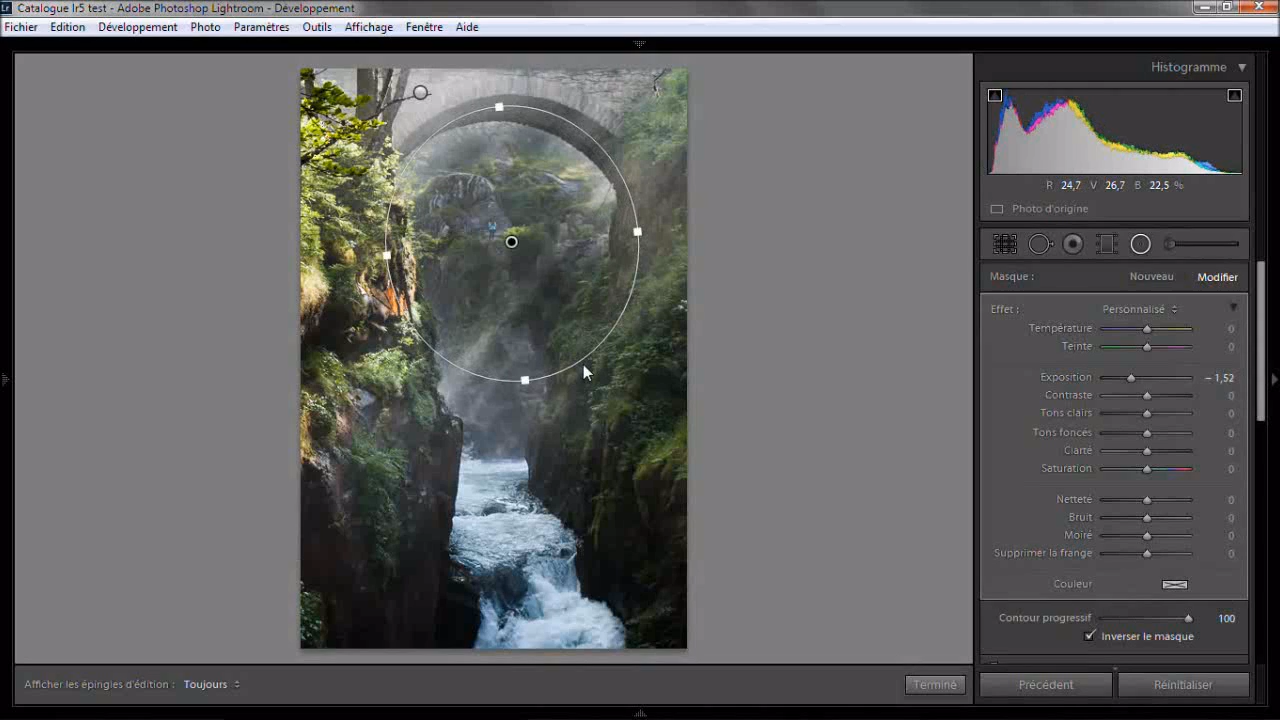 Lr Catalogue lr5 test - Adobe Photoshop Lightroom - Développement
Fichier Edition Développement Photo Paramètres Outils Affichage Fenêtre Aide
Histogramme
R 24,7 V 26,7 B 22,5 %
Photo d'origine
Masque : Nouveau Modifier
Effet : Personnalisé
Température 0
Teinte 0
Exposition – 1,52
Contraste 0
Tons clairs 0
Tons foncés 0
Clarté 0
Saturation 0
Netteté 0
Bruit 0
Moiré 0
Supprimer la frange 0
Couleur
Contour progressif 100
Inverser le masque
Afficher les épingles d'édition : Toujours Terminé
Précédent Réinitialiser